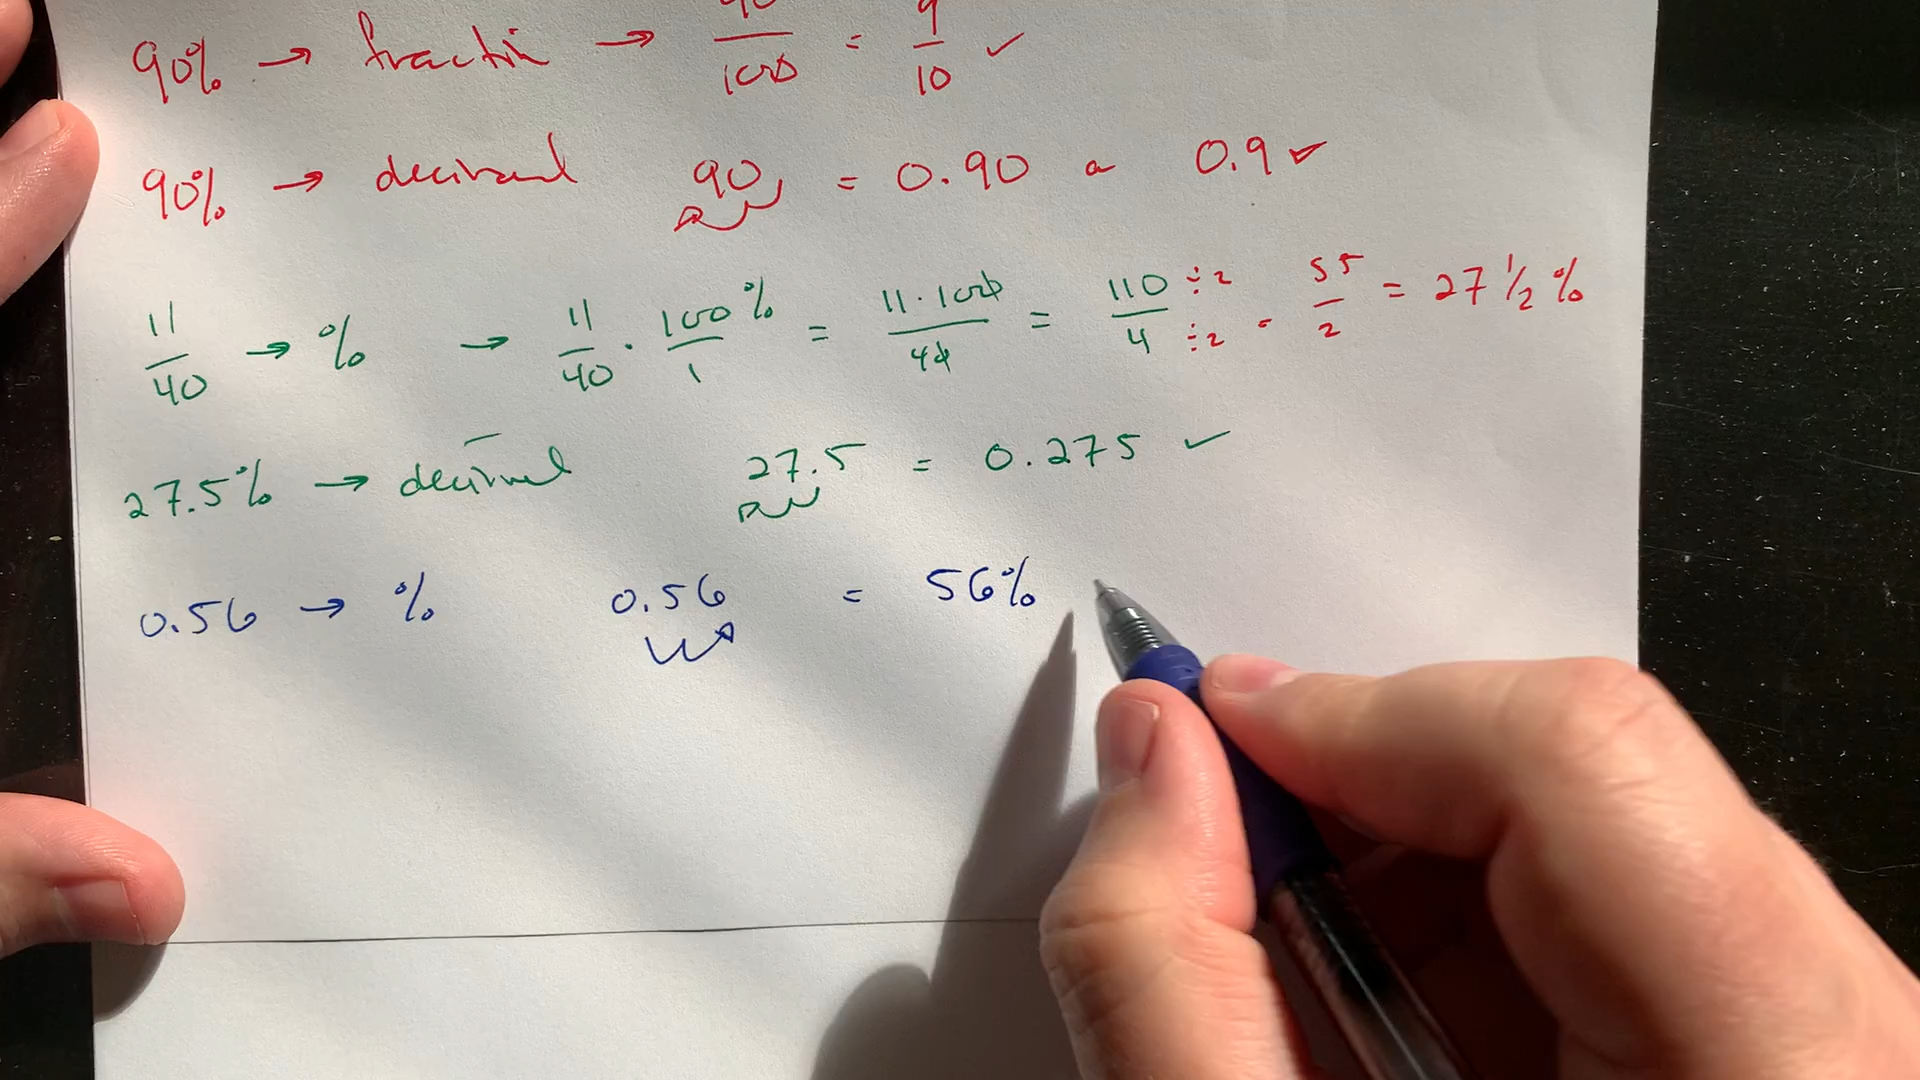 90% → fraction → 90/100 = 9/10 ✓
90% → decimal 90 = 0.90 or 0.9 ✓
11/40 → % → 11/40 · 100%/1 = 11·100/40 = 110/4 ÷2/÷2 = 55/2 = 27 1/2 %
27.5% → decimal 27.5 = 0.275 ✓
0.56 → % 0.56 = 56%